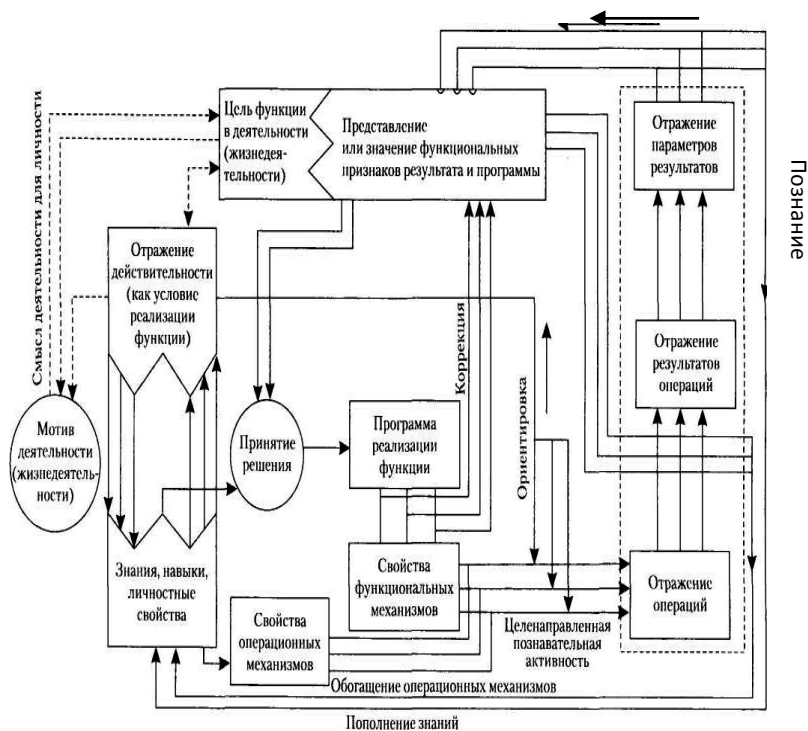 Познание
Смысл деятельности для личности
Цель функции
в деятельности
(жизнедея-
тельности)
Представление
или значение функциональных
признаков результата и программы
Отражение
параметров
результатов
Отражение
действительности
(как условие
реализации
функции)
Коррекция
Ориентировка
Отражение
результатов
операций
Мотив
деятельности
(жизнедеятель-
ности)
Принятие
решения
Программа
реализации
функции
Знания, навыки,
личностные
свойства
Свойства
операционных
механизмов
Свойства
функциональных
механизмов
Отражение
операций
Целенаправленная
познавательная
активность
Обогащение операционных механизмов
Пополнение знаний